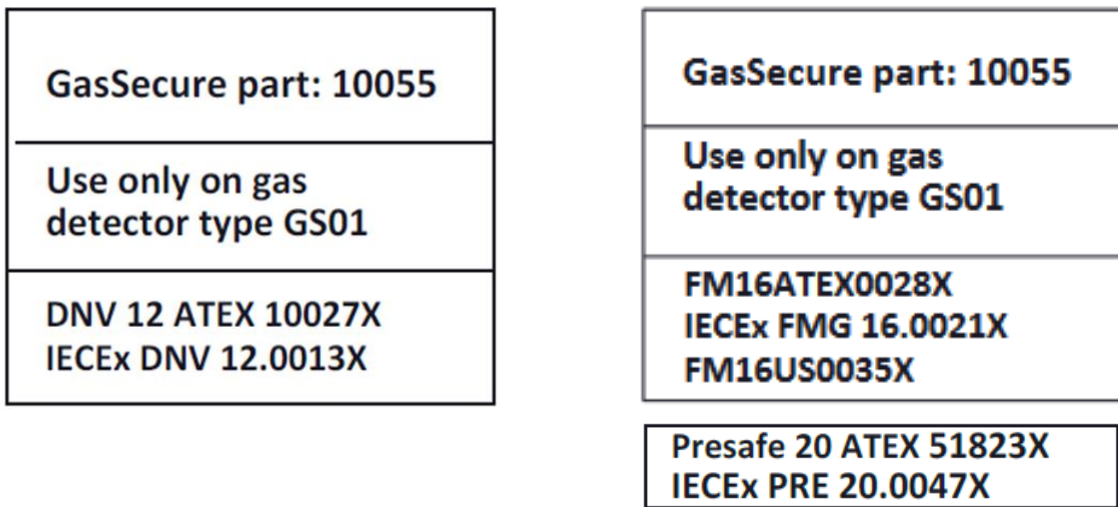 GasSecure part: 10055
Use only on gas
detector type GS01
DNV 12 ATEX 10027X
IECEx DNV 12.0013X
GasSecure part: 10055
Use only on gas
detector type GS01
FM16ATEX0028X
IECEx FMG 16.0021X
FM16US0035X
Presafe 20 ATEX 51823X
IECEx PRE 20.0047X